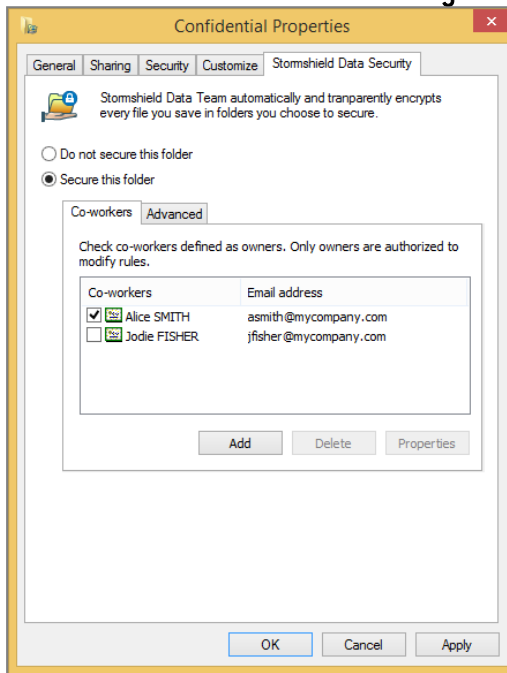 Confidential Properties
General Sharing Security Customize Stormshield Data Security
Stormshield Data Team automatically and tranparently encrypts
every file you save in folders you choose to secure.
Do not secure this folder
Secure this folder
Co-workers Advanced
Check co-workers defined as owners. Only owners are authorized to
modify rules.
Co-workers Email address
Alice SMITH asmith@mycompany.com
Jodie FISHER jfisher@mycompany.com
Add Delete Properties
OK Cancel Apply